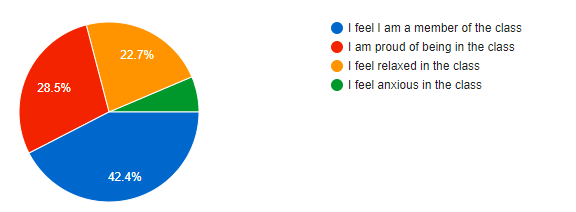 22.7%
28.5%
42.4%
I feel I am a member of the class
I am proud of being in the class
I feel relaxed in the class
I feel anxious in the class